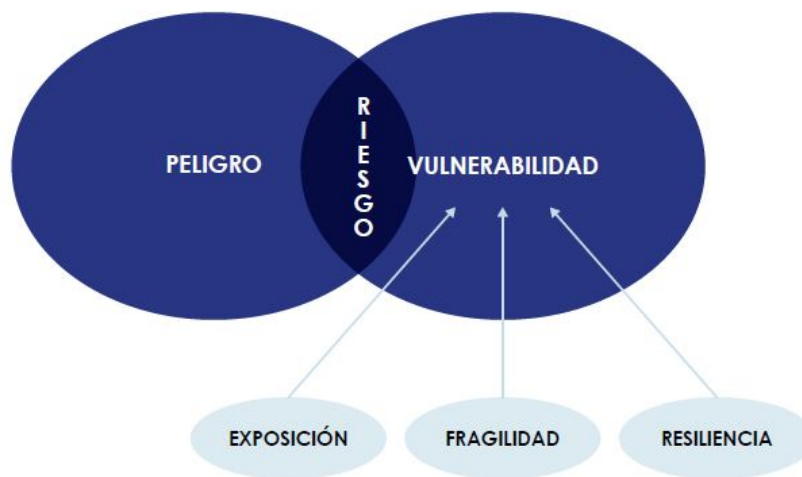 PELIGRO
RIESGO
VULNERABILIDAD
EXPOSICIÓN
FRAGILIDAD
RESILIENCIA